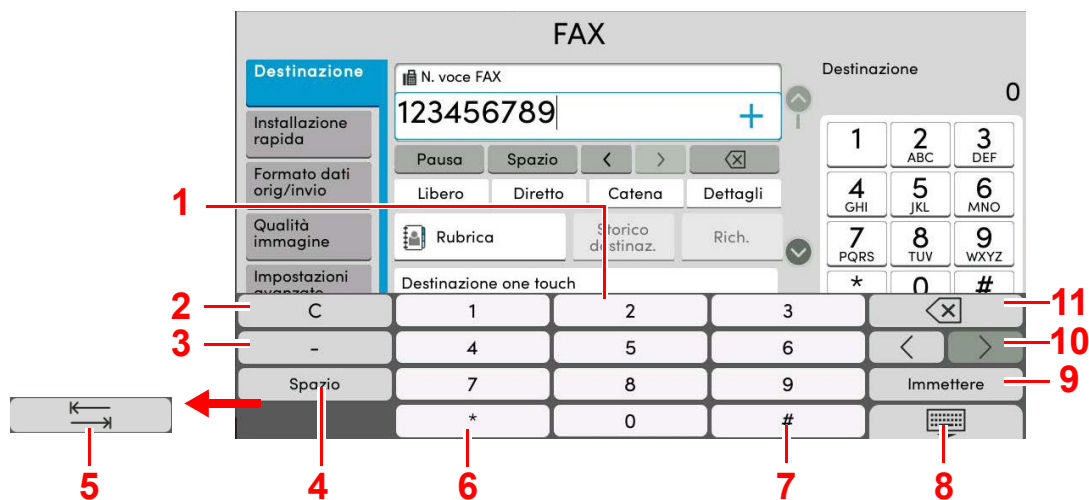 FAX
Destinazione
Installazione
rapida
Formato dati
orig/invio
Qualità
immagine
Impostazioni
avanzate
N. voce FAX
123456789 +
Pausa Spazio < >
Libero Diretto Catena Dettagli
Rubrica
Storico
destinaz.
Rich.
Destinazione one touch
Destinazione
0
1 2 3
ABC DEF
4 5 6
GHI JKL MNO
7 8 9
PQRS TUV WXYZ
* 0 #
C 1 2 3
- 4 5 6 < >
Spazio 7 8 9 Immettere
* 0 #
1
2
3
4
5
6
7
8
9
10
11